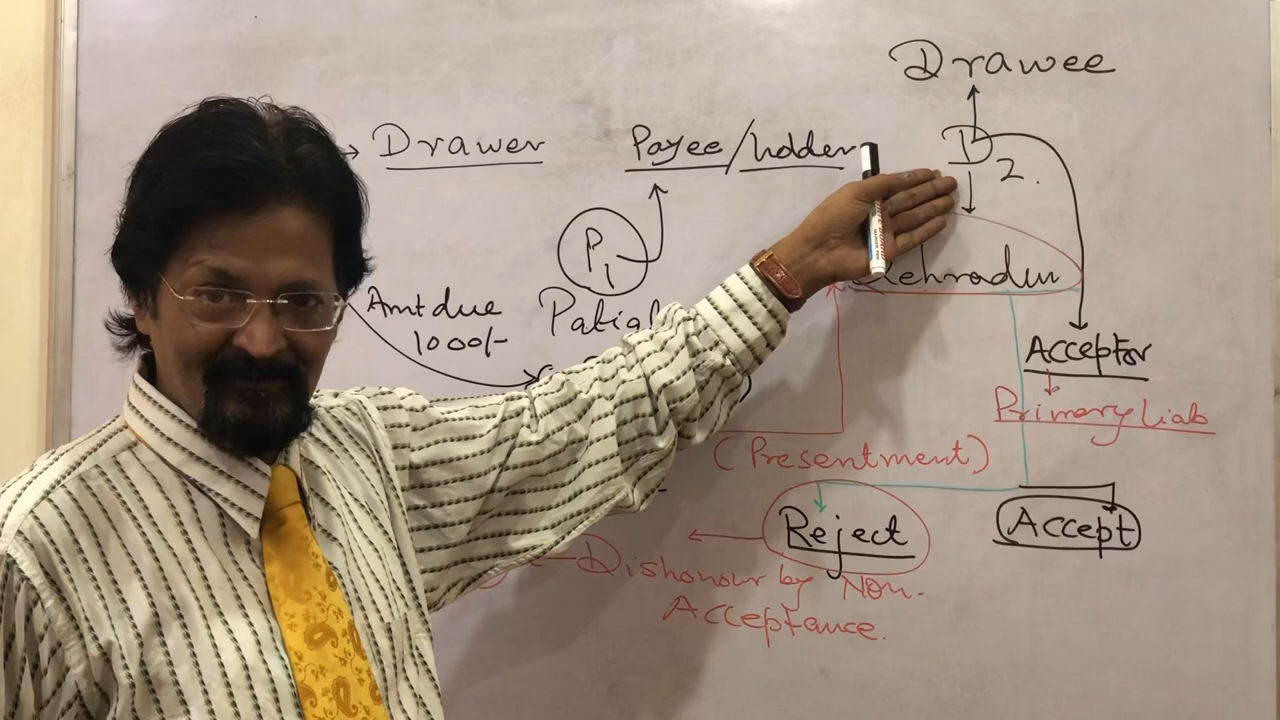 Drawee
Drawer
Payee/holder
D2.
P1
Amt due
1000/-
Acceptor
Primary Liab
(Presentment)
Reject
Accept
Dishonour by Non-
Acceptance.